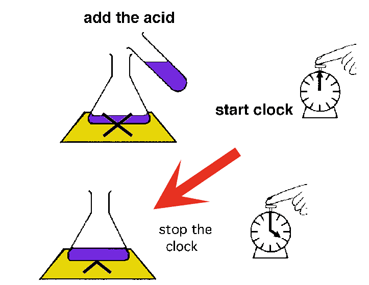 add the acid
start clock
stop the
clock